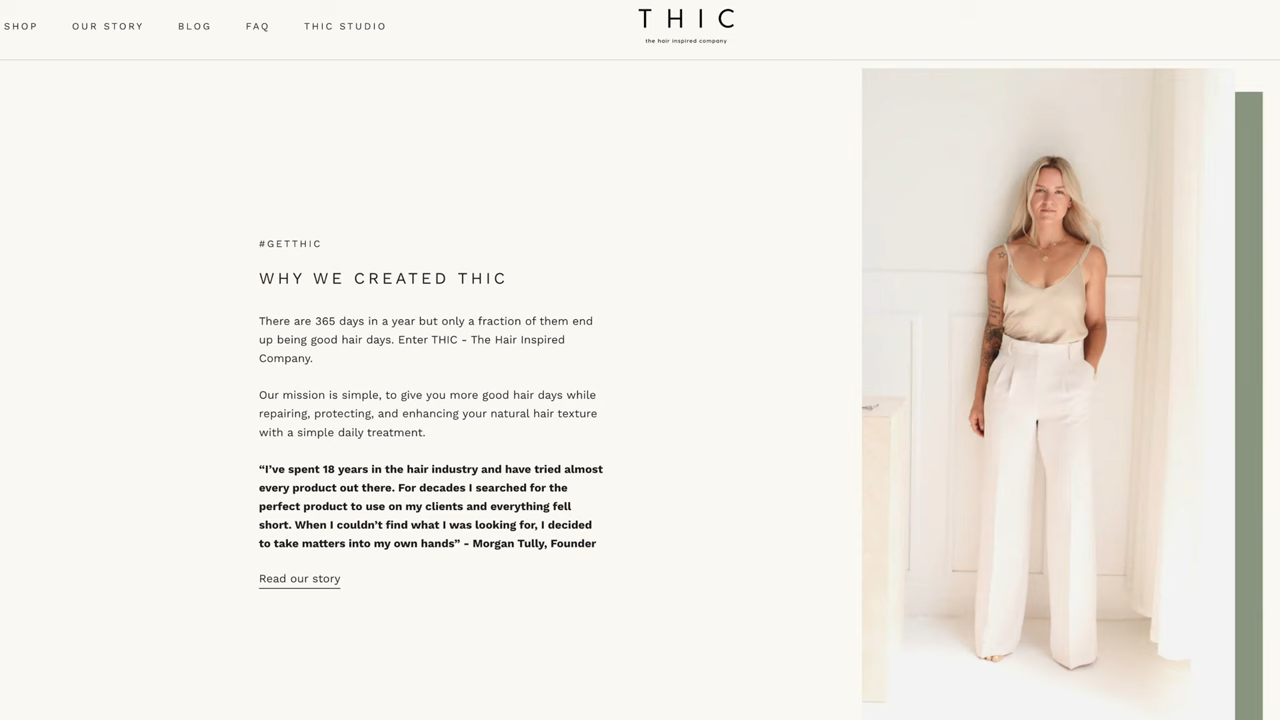 SHOP
OUR STORY
BLOG
FAQ
THIC STUDIO
THIC
the hair inspired company
#GETTHIC
WHY WE CREATED THIC
There are 365 days in a year but only a fraction of them end
up being good hair days. Enter THIC - The Hair Inspired
Company.
Our mission is simple, to give you more good hair days while
repairing, protecting, and enhancing your natural hair texture
with a simple daily treatment.
“I’ve spent 18 years in the hair industry and have tried almost
every product out there. For decades I searched for the
perfect product to use on my clients and everything fell
short. When I couldn’t find what I was looking for, I decided
to take matters into my own hands” - Morgan Tully, Founder
Read our story